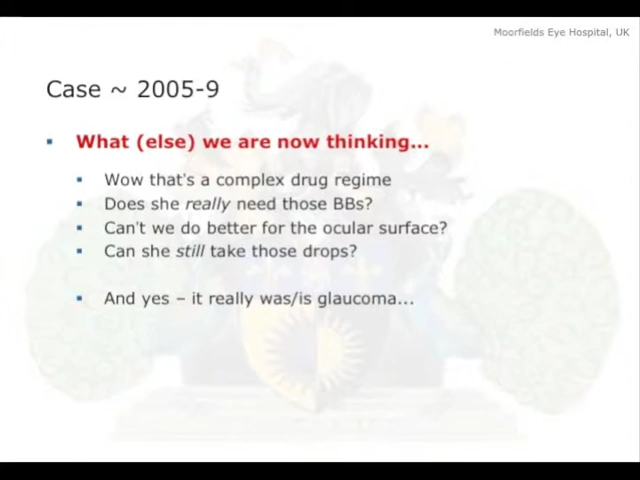 Moorfields Eye Hospital, UK
Case ~ 2005-9
▪ What (else) we are now thinking...
▪ Wow that's a complex drug regime
▪ Does she really need those BBs?
▪ Can't we do better for the ocular surface?
▪ Can she still take those drops?
▪ And yes – it really was/is glaucoma...